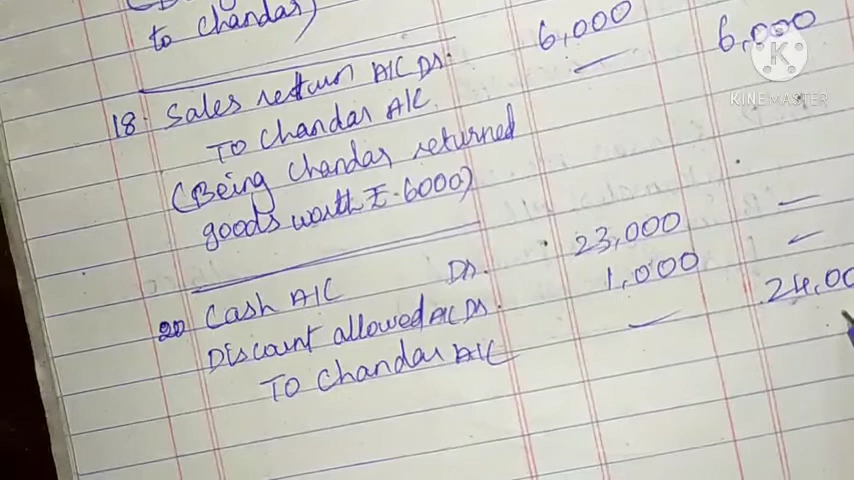 to Chandar)
18. Sales return A/C Dr. 6,000
To Chandar A/C 6,000
(Being Chandar returned
goods worth ₹. 6000)
20 Cash A/C Dr. 23,000
Discount allowed A/C Dr. 1,000
To Chandar A/C 24,00
K
KINEMASTER